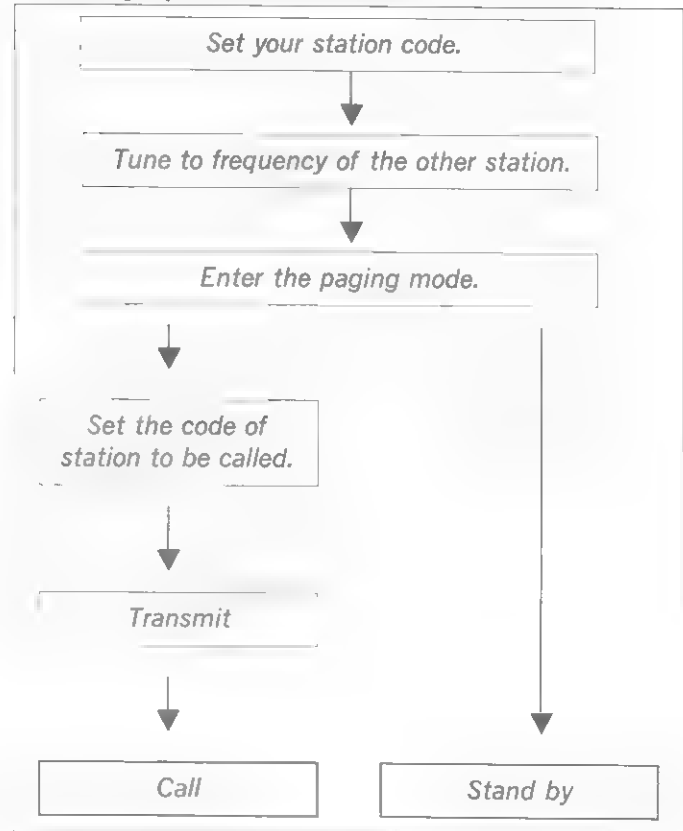 Set your station code.
Tune to frequency of the other station.
Enter the paging mode.
Set the code of
station to be called.
Transmit
Call
Stand by